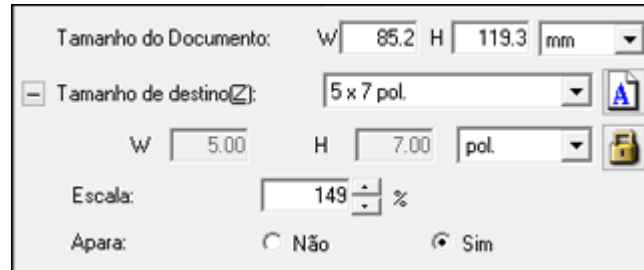 Tamanho do Documento: W 85.2 H 119.3 mm
Tamanho de destino(Z): 5 x 7 pol. A
W 5.00 H 7.00 pol.
Escala: 149 %
Apara: Não Sim